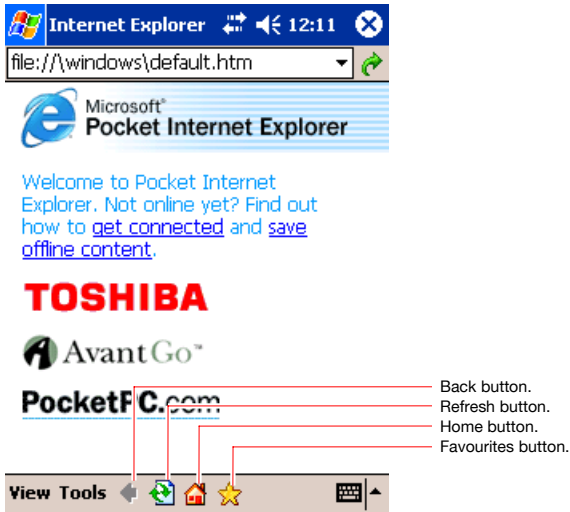 Internet Explorer 12:11
file://\windows\default.htm
Microsoft®
Pocket Internet Explorer
Welcome to Pocket Internet
Explorer. Not online yet? Find out
how to get connected and save
offline content.
TOSHIBA
AvantGo™
PocketPC.com
Back button.
Refresh button.
Home button.
Favourites button.
View Tools